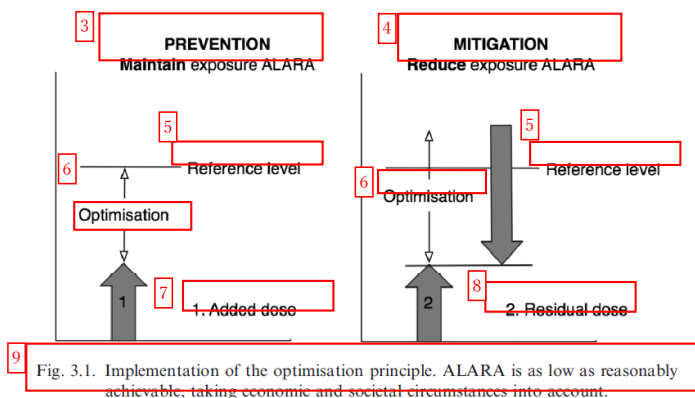 3
PREVENTION
Maintain exposure ALARA
4
MITIGATION
Reduce exposure ALARA
5
Reference level
6
Optimisation
1
7
1. Added dose
5
Reference level
6
Optimisation
2
8
2. Residual dose
9
Fig. 3.1. Implementation of the optimisation principle. ALARA is as low as reasonably
achievable, taking economic and societal circumstances into account.